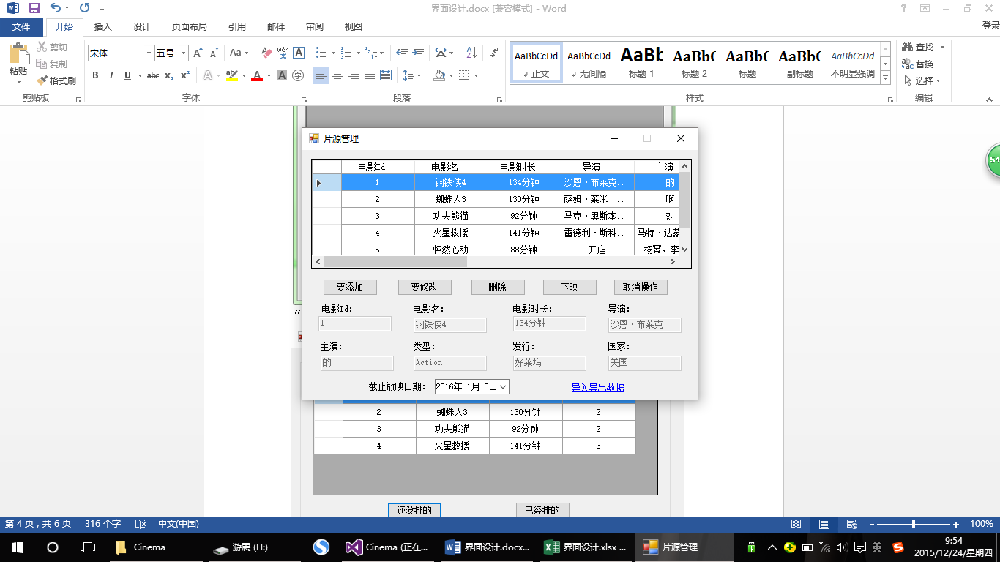 界面设计.docx [兼容模式] - Word
文件 开始 插入 设计 页面布局 引用 邮件 审阅 视图 登录
粘贴 剪切 复制 格式刷
宋体 五号
AaBbCcDd AaBbCcDd AaBb AaBbC AaBbC AaBbC AaBbCcDd
正文 无间隔 标题 1 标题 2 标题 副标题 不明显强调
查找 替换 选择
剪贴板 字体 段落 样式 编辑
片源管理
电影Id 电影名 电影时长 导演 主演
1 钢铁侠4 134分钟 沙恩·布莱克... 的
2 蜘蛛人3 130分钟 萨姆·莱米 ... 啊
3 功夫熊猫 92分钟 马克·奥斯本... 对
4 火星救援 141分钟 雷德利·斯科... 马特·达蒙
5 怦然心动 88分钟 开店 杨幂，李
要添加 要修改 删除 下映 取消操作
电影Id: 电影名: 电影时长: 导演:
1 钢铁侠4 134分钟 沙恩·布莱克
主演: 类型: 发行: 国家:
的 Action 好莱坞 美国
截止放映日期: 2016年 1月 5日 导入导出数据
2 蜘蛛人3 130分钟 2
3 功夫熊猫 92分钟 2
4 火星救援 141分钟 3
还没排的 已经排的
第 4 页，共 6 页 316 个字 中文(中国) 100%
Cinema 游震 (H:) Cinema (正在... 界面设计.docx... 界面设计.xlsx ... 片源管理 英 9:54
2015/12/24/星期四
54